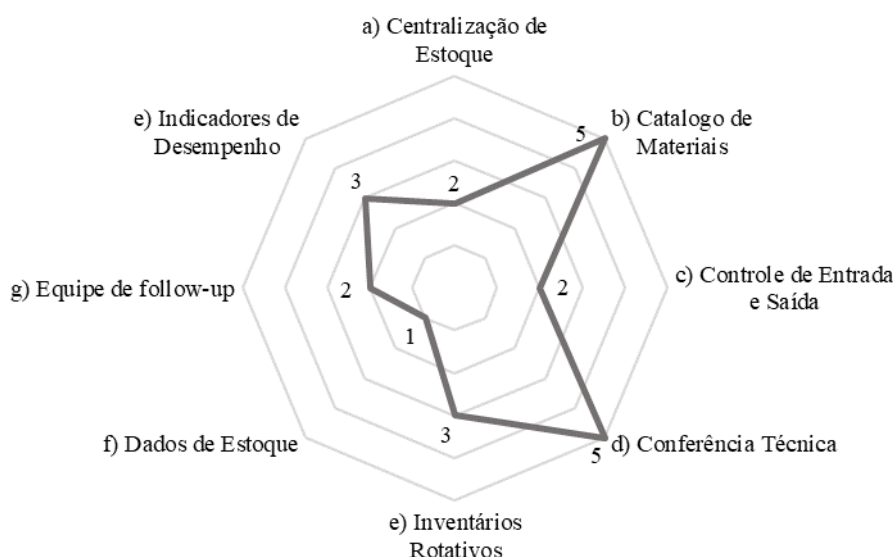 a) Centralização de
Estoque
e) Indicadores de
Desempenho
b) Catalogo de
Materiais
5
3
2
g) Equipe de follow-up
2
2
c) Controle de Entrada
e Saída
1
f) Dados de Estoque
3
5
d) Conferência Técnica
e) Inventários
Rotativos